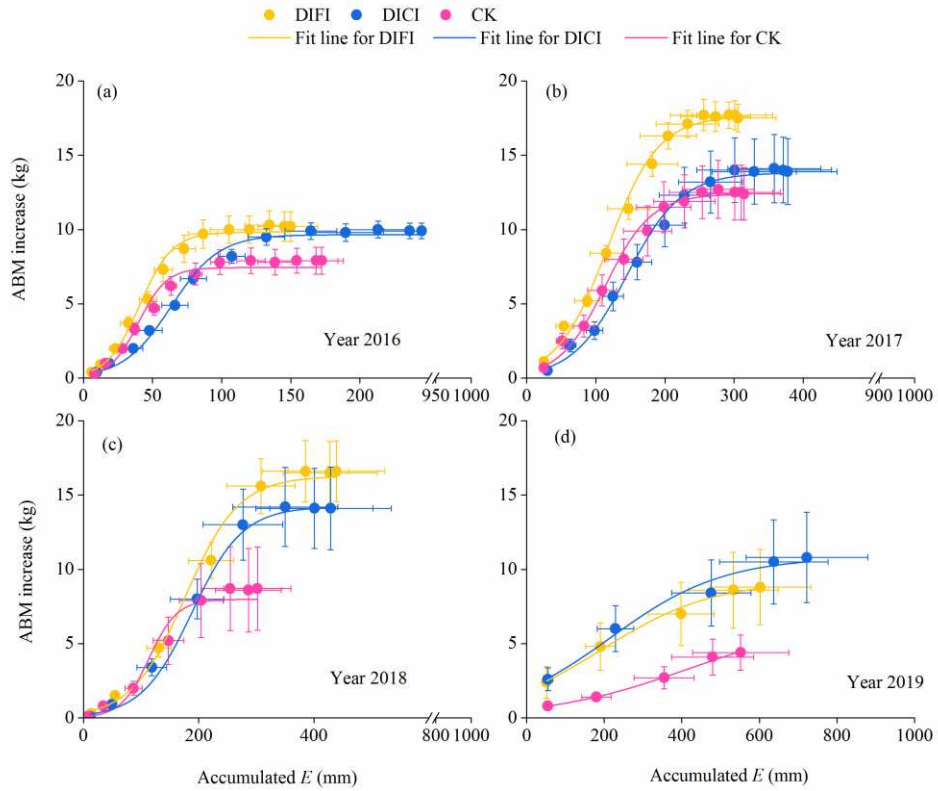 DIFI DICI CK
Fit line for DIFI Fit line for DICI Fit line for CK
(a)
20
15
10
5
0
ABM increase (kg)
Year 2016
0 50 100 150 200 950 1000
(b)
20
15
10
5
0
Year 2017
0 100 200 300 400 900 1000
(c)
20
15
10
5
0
ABM increase (kg)
Year 2018
0 200 400 800 1000
Accumulated E (mm)
(d)
20
15
10
5
0
Year 2019
0 200 400 600 800 1000
Accumulated E (mm)